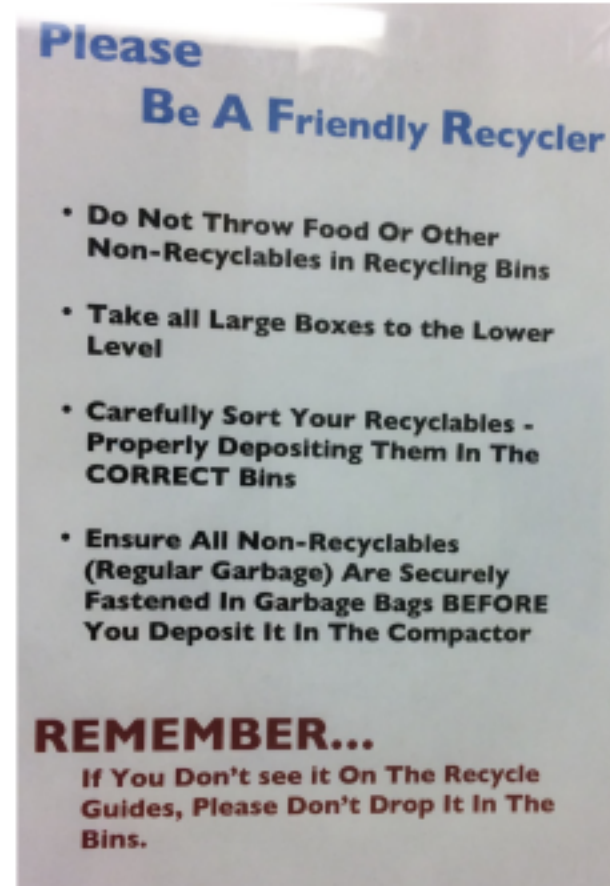 Please
Be A Friendly Recycler
• Do Not Throw Food Or Other
Non-Recyclables in Recycling Bins
• Take all Large Boxes to the Lower
Level
• Carefully Sort Your Recyclables -
Properly Depositing Them In The
CORRECT Bins
• Ensure All Non-Recyclables
(Regular Garbage) Are Securely
Fastened In Garbage Bags BEFORE
You Deposit It In The Compactor
REMEMBER...
If You Don't see it On The Recycle
Guides, Please Don't Drop It In The
Bins.